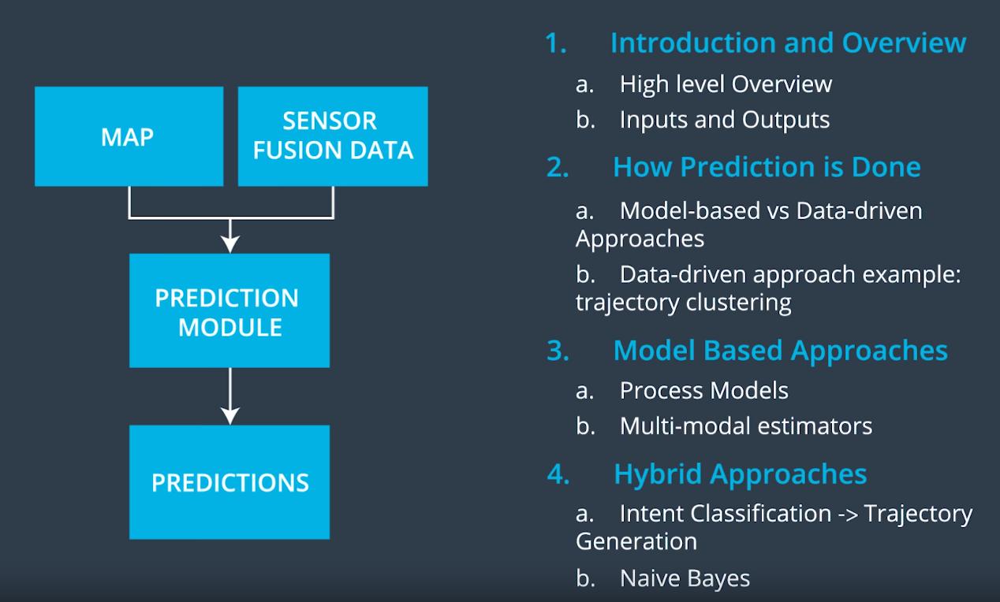 MAP
SENSOR
FUSION DATA
PREDICTION
MODULE
PREDICTIONS
1. Introduction and Overview
a. High level Overview
b. Inputs and Outputs
2. How Prediction is Done
a. Model-based vs Data-driven
Approaches
b. Data-driven approach example:
trajectory clustering
3. Model Based Approaches
a. Process Models
b. Multi-modal estimators
4. Hybrid Approaches
a. Intent Classification -> Trajectory
Generation
b. Naive Bayes